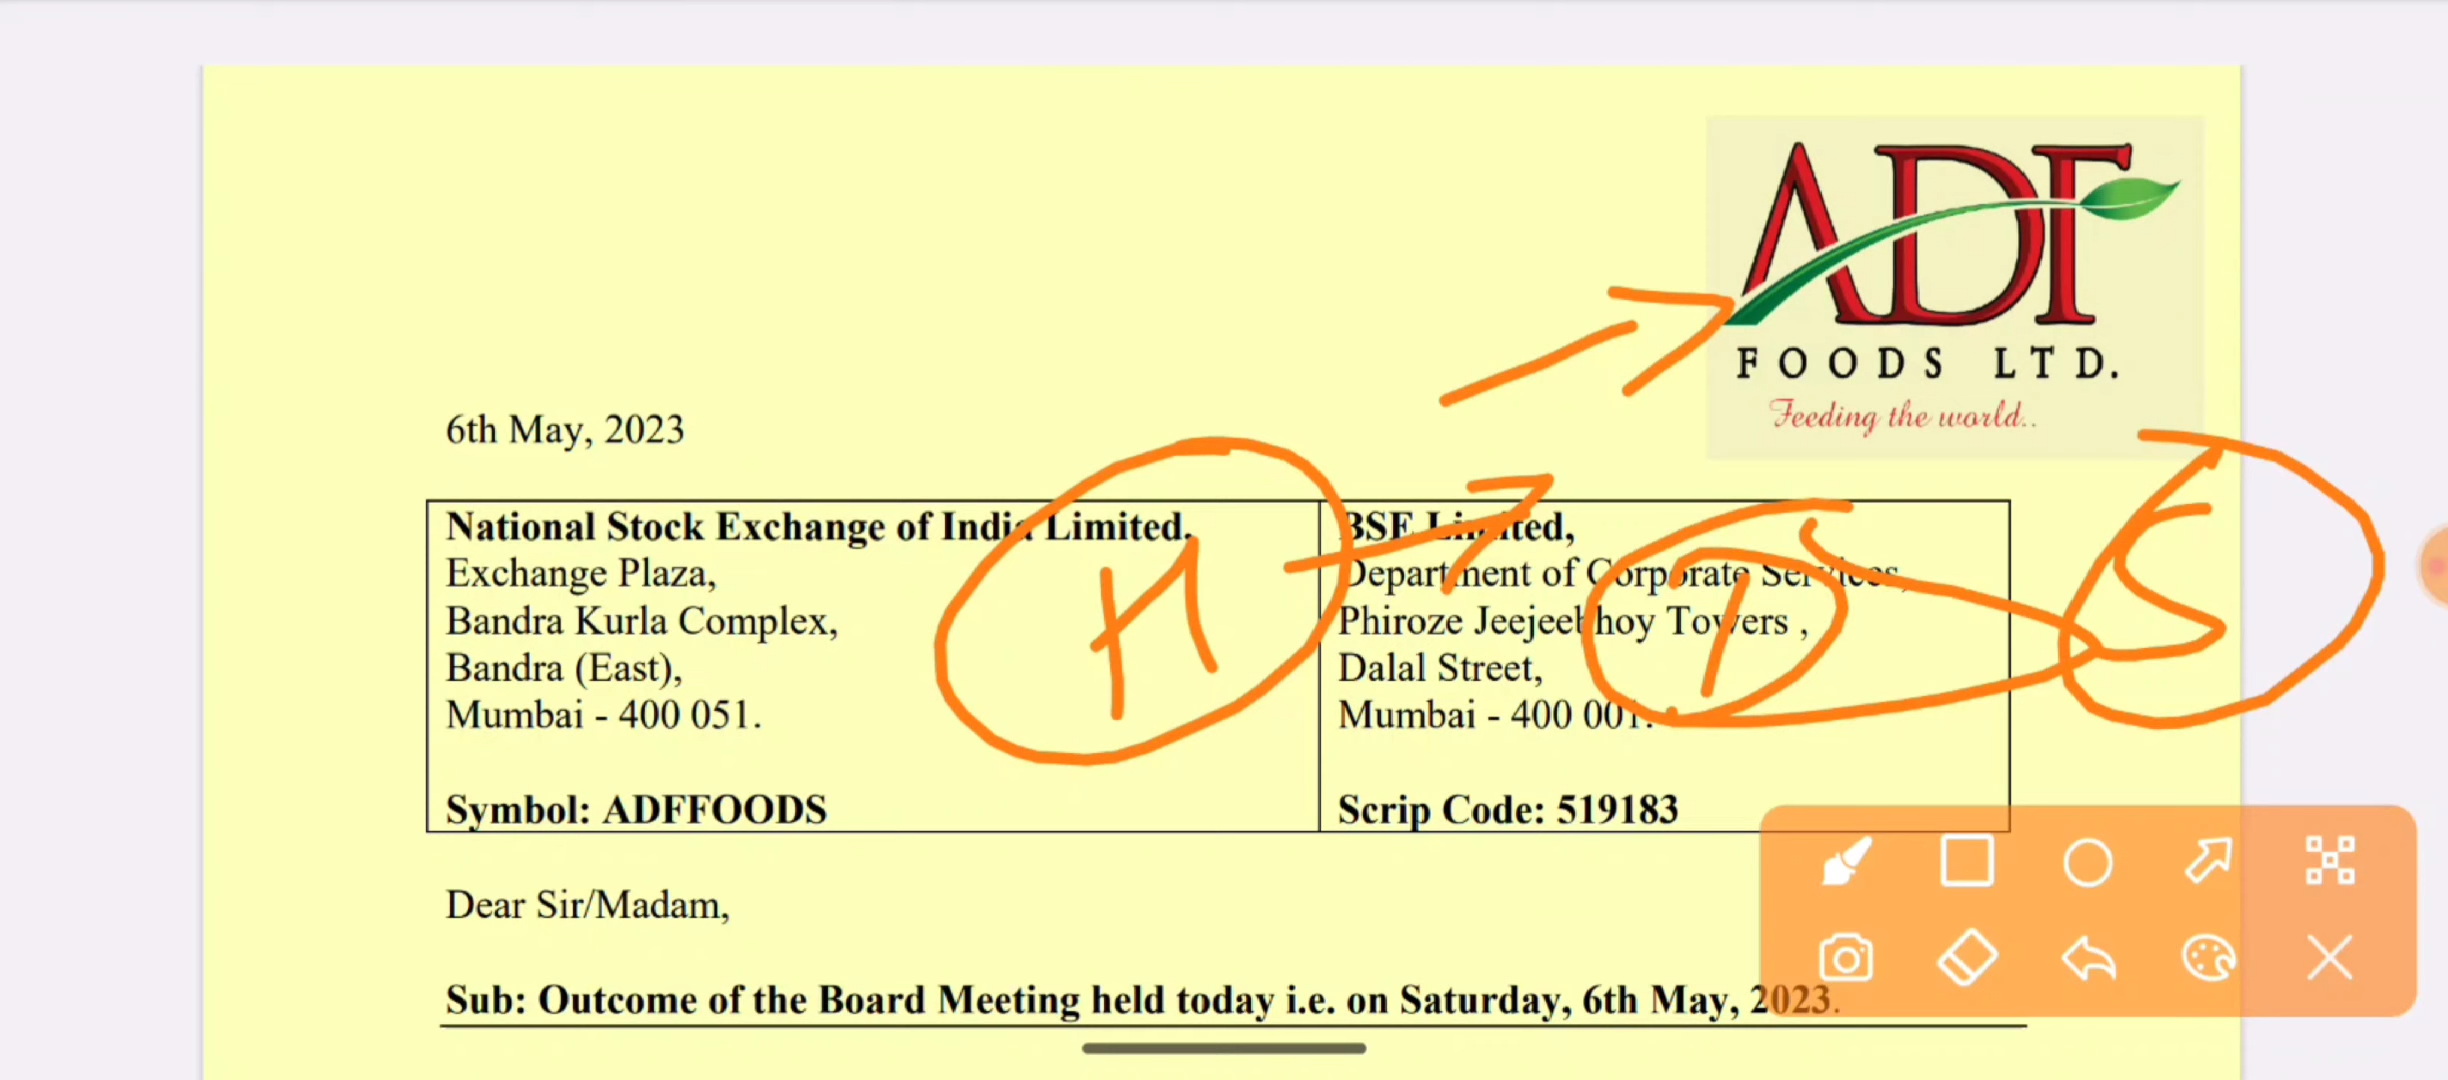 ADF
FOODS LTD.
Feeding the world..
6th May, 2023
National Stock Exchange of India Limited,
Exchange Plaza,
Bandra Kurla Complex,
Bandra (East),
Mumbai - 400 051.
Symbol: ADFFOODS
BSE Limited,
Department of Corporate Services,
Phiroze Jeejeebhoy Towers ,
Dalal Street,
Mumbai - 400 001.
Scrip Code: 519183
H
S
Dear Sir/Madam,
Sub: Outcome of the Board Meeting held today i.e. on Saturday, 6th May, 2023.